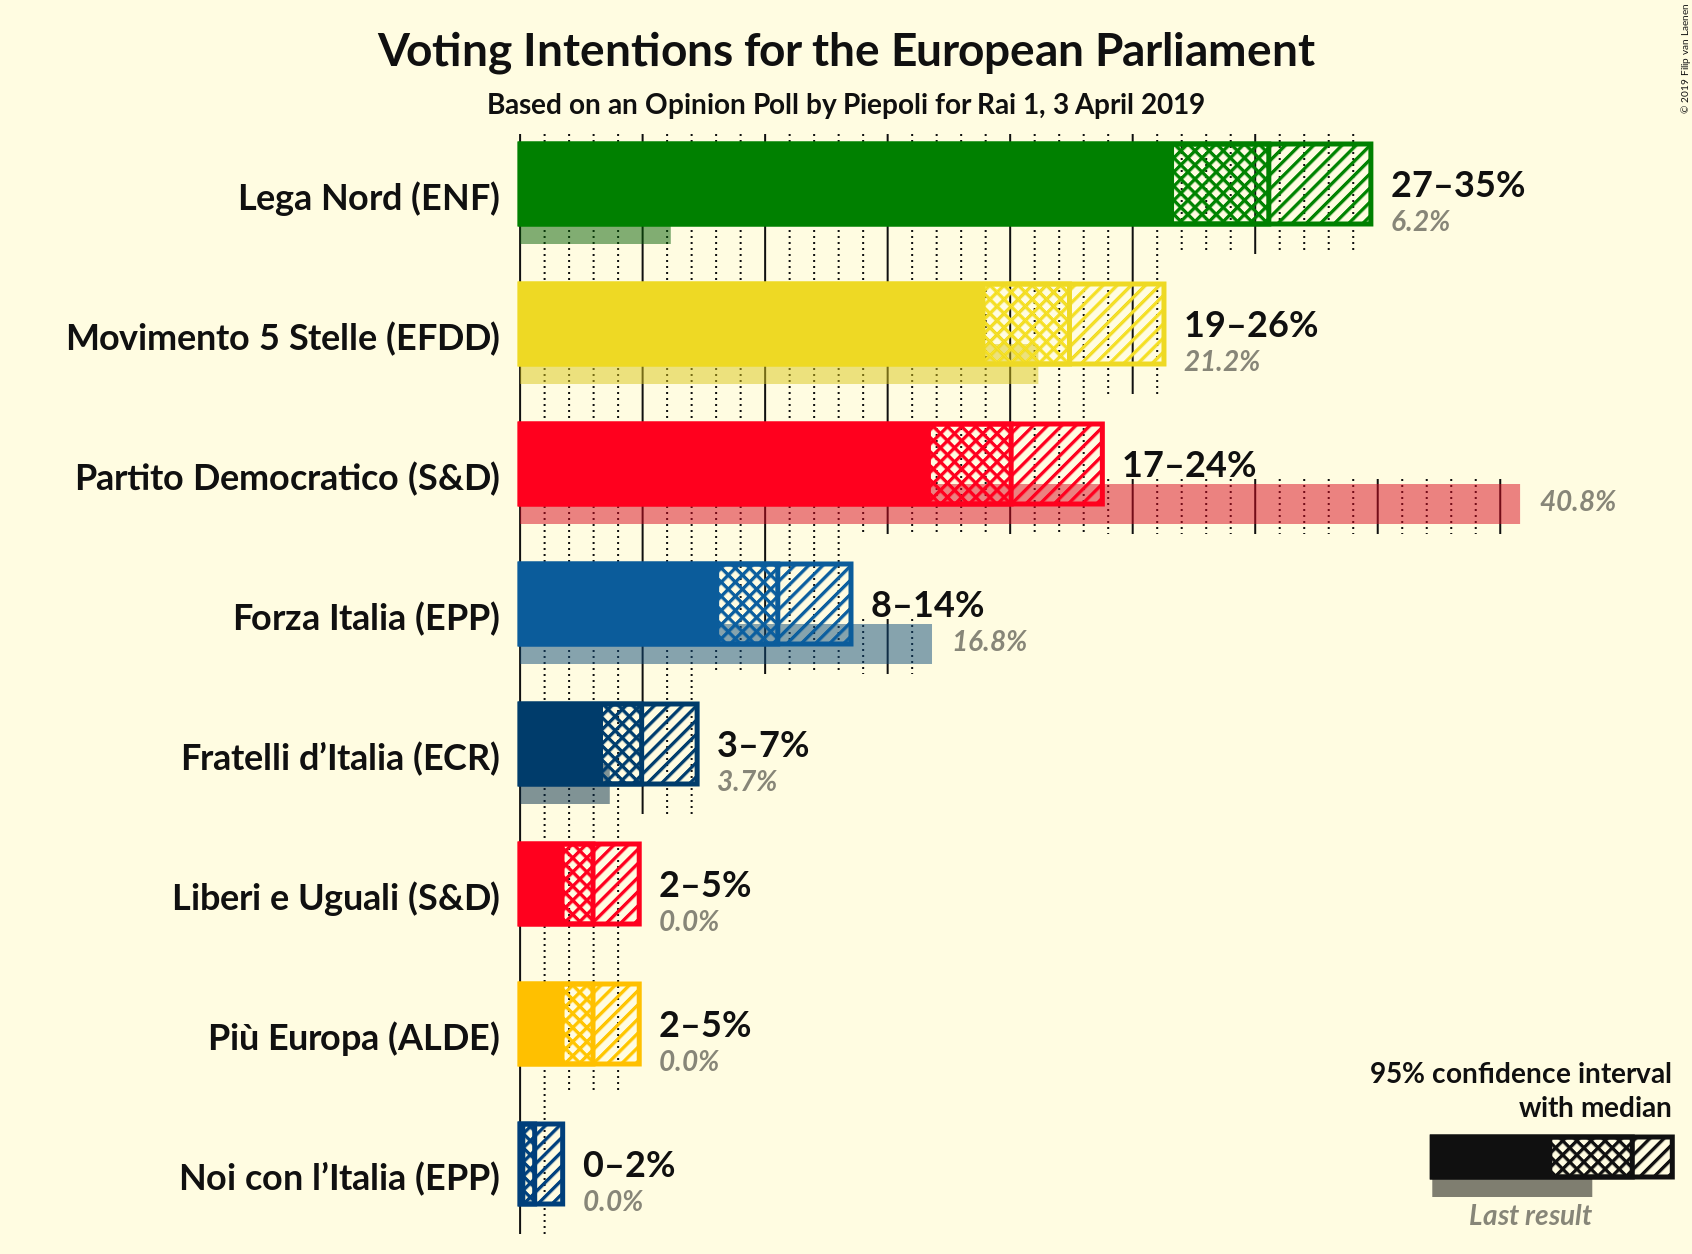 Voting Intentions for the European Parliament
Based on an Opinion Poll by Piepoli for Rai 1, 3 April 2019
© 2019 Filip van Laenen
Lega Nord (ENF)
27–35%
6.2%
Movimento 5 Stelle (EFDD)
19–26%
21.2%
Partito Democratico (S&D)
17–24%
40.8%
Forza Italia (EPP)
8–14%
16.8%
Fratelli d’Italia (ECR)
3–7%
3.7%
Liberi e Uguali (S&D)
2–5%
0.0%
Più Europa (ALDE)
2–5%
0.0%
Noi con l’Italia (EPP)
0–2%
0.0%
95% confidence interval
with median
Last result